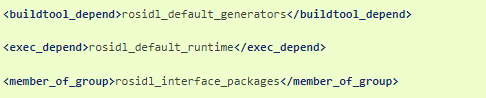 <buildtool_depend>rosidl_default_generators</buildtool_depend>
<exec_depend>rosidl_default_runtime</exec_depend>
<member_of_group>rosidl_interface_packages</member_of_group>